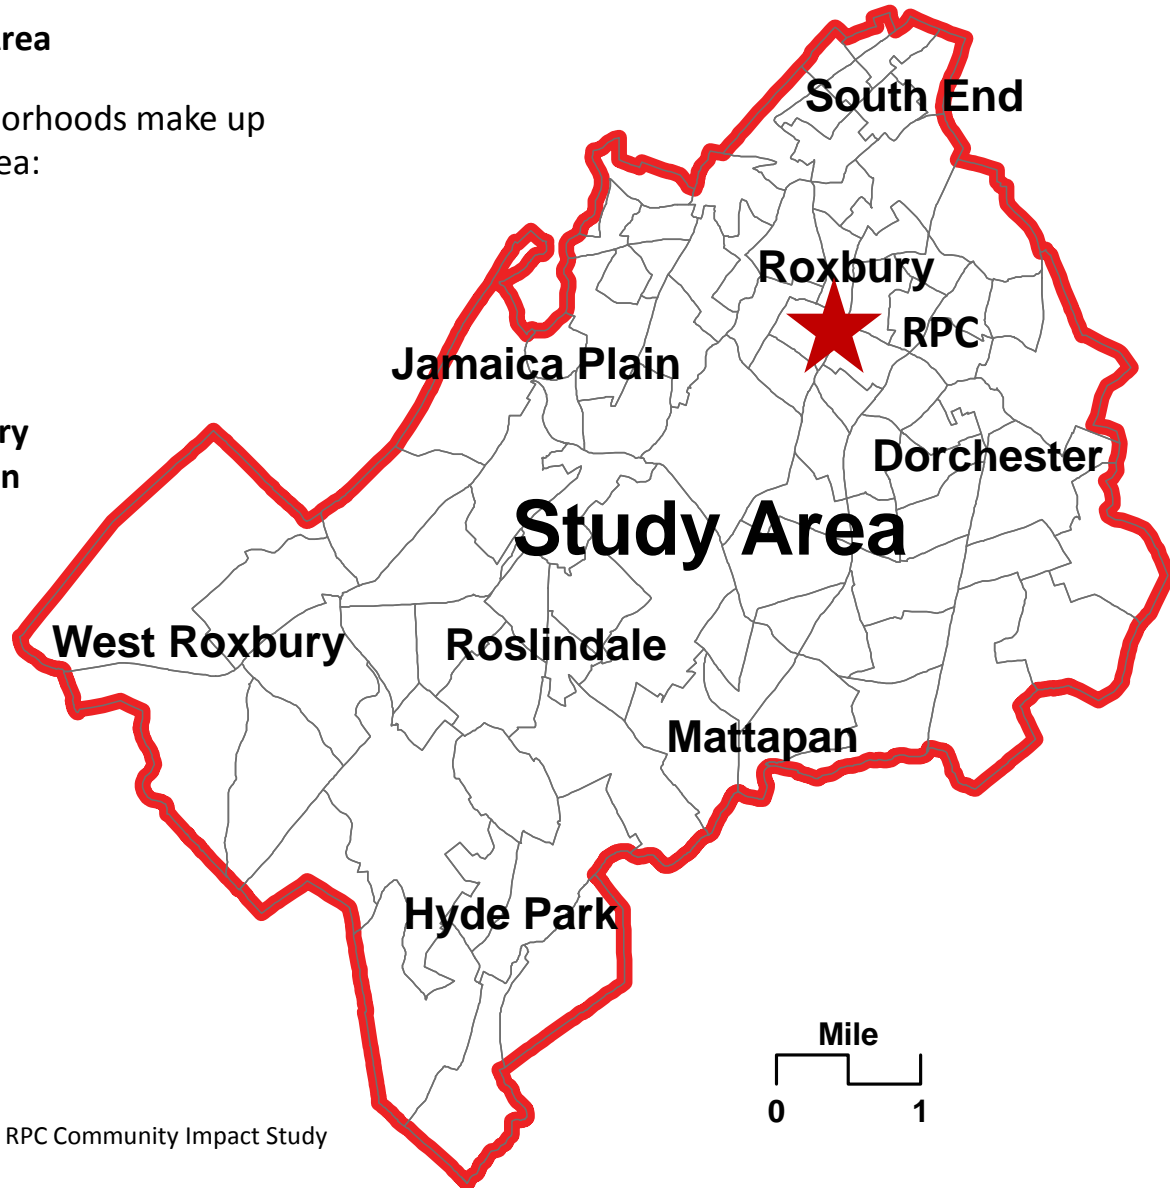 rea
orhoods make up
ea:
ry
n
South End
Roxbury
RPC
Jamaica Plain
Dorchester
Study Area
West Roxbury
Roslindale
Mattapan
Hyde Park
Mile
0 1
RPC Community Impact Study